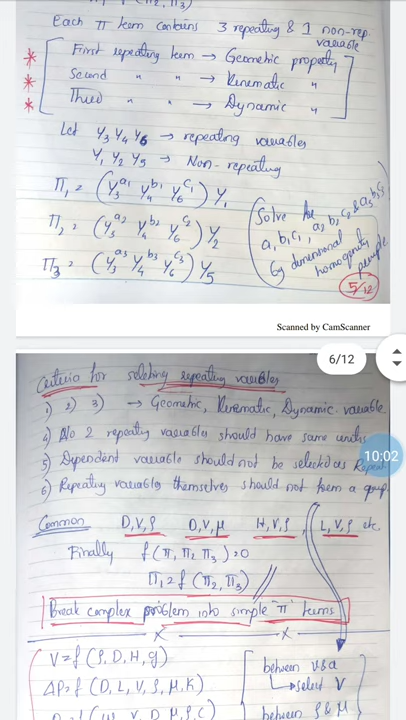 f(π2, π3)
Each π term contains 3 repeating & 1 non-rep. variable
* First repeating term → Geometric property
* Second " " → Kinematic "
* Third " " → Dynamic "
Let Y3 Y4 Y6 → repeating variables
Y1 Y2 Y5 → Non-repeating
Π1 = (Y3^a1 Y4^b1 Y6^c1) Y1
Π2 = (Y3^a2 Y4^b2 Y6^c2) Y2
Π3 = (Y3^a3 Y4^b3 Y6^c3) Y5
Solve for
a1 b1 c1, a2 b2 c2 & a3 b3 c3
by dimensional
homogeneity
principle
5/12
Scanned by CamScanner
6/12
Criteria for selecting repeating variables
1) 2) 3) → Geometric, Kinematic, Dynamic variable
4) No 2 repeating variables should have same units
10:02
5) Dependent variable should not be selected as Repeat
6) Repeating variables themselves should not form a group.
Common D,V,ρ D,V,μ H,V,ρ, L,V,ρ etc.
Finally f(π1, π2 π3)=0
Π1 = f(π2, π3)
Break complex problem into simple "π" terms
X X
V=f(ρ, D, H, g)
ΔP=f(D, L, V, ρ, μ, K)
between V&a
↳ select V
between ρ & μ